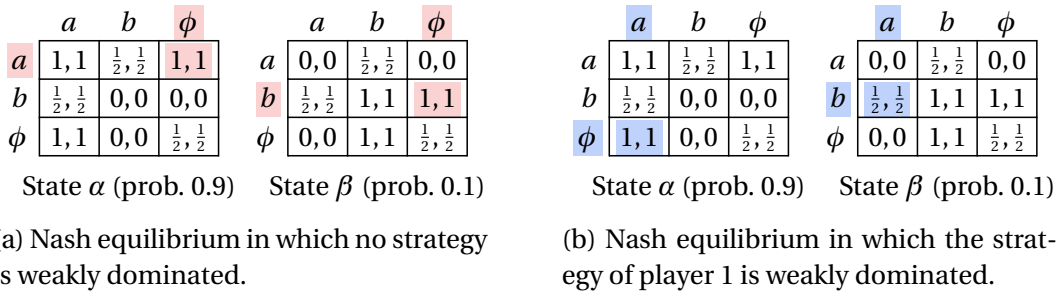 a b ϕ a b ϕ a b ϕ a b ϕ
a 1,1 ½,½ 1,1 a 0,0 ½,½ 0,0 a 1,1 ½,½ 1,1 a 0,0 ½,½ 0,0
b ½,½ 0,0 0,0 b ½,½ 1,1 1,1 b ½,½ 0,0 0,0 b ½,½ 1,1 1,1
ϕ 1,1 0,0 ½,½ ϕ 0,0 1,1 ½,½ ϕ 1,1 0,0 ½,½ ϕ 0,0 1,1 ½,½
State α (prob. 0.9) State β (prob. 0.1) State α (prob. 0.9) State β (prob. 0.1)
a) Nash equilibrium in which no strategy
s weakly dominated.
(b) Nash equilibrium in which the strat-
egy of player 1 is weakly dominated.